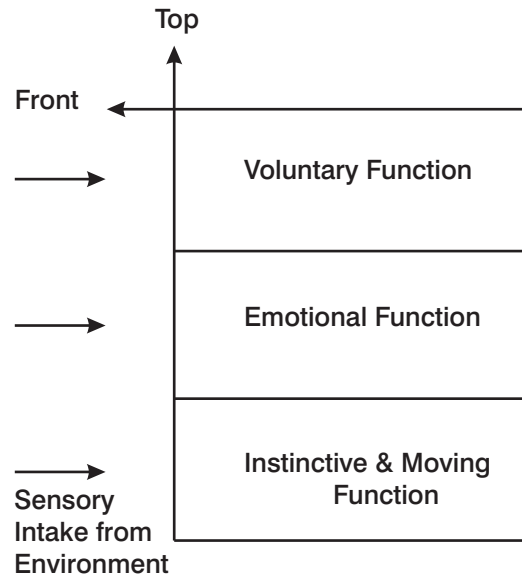 Top
Front
Voluntary Function
Emotional Function
Instinctive & Moving
Function
Sensory
Intake from
Environment